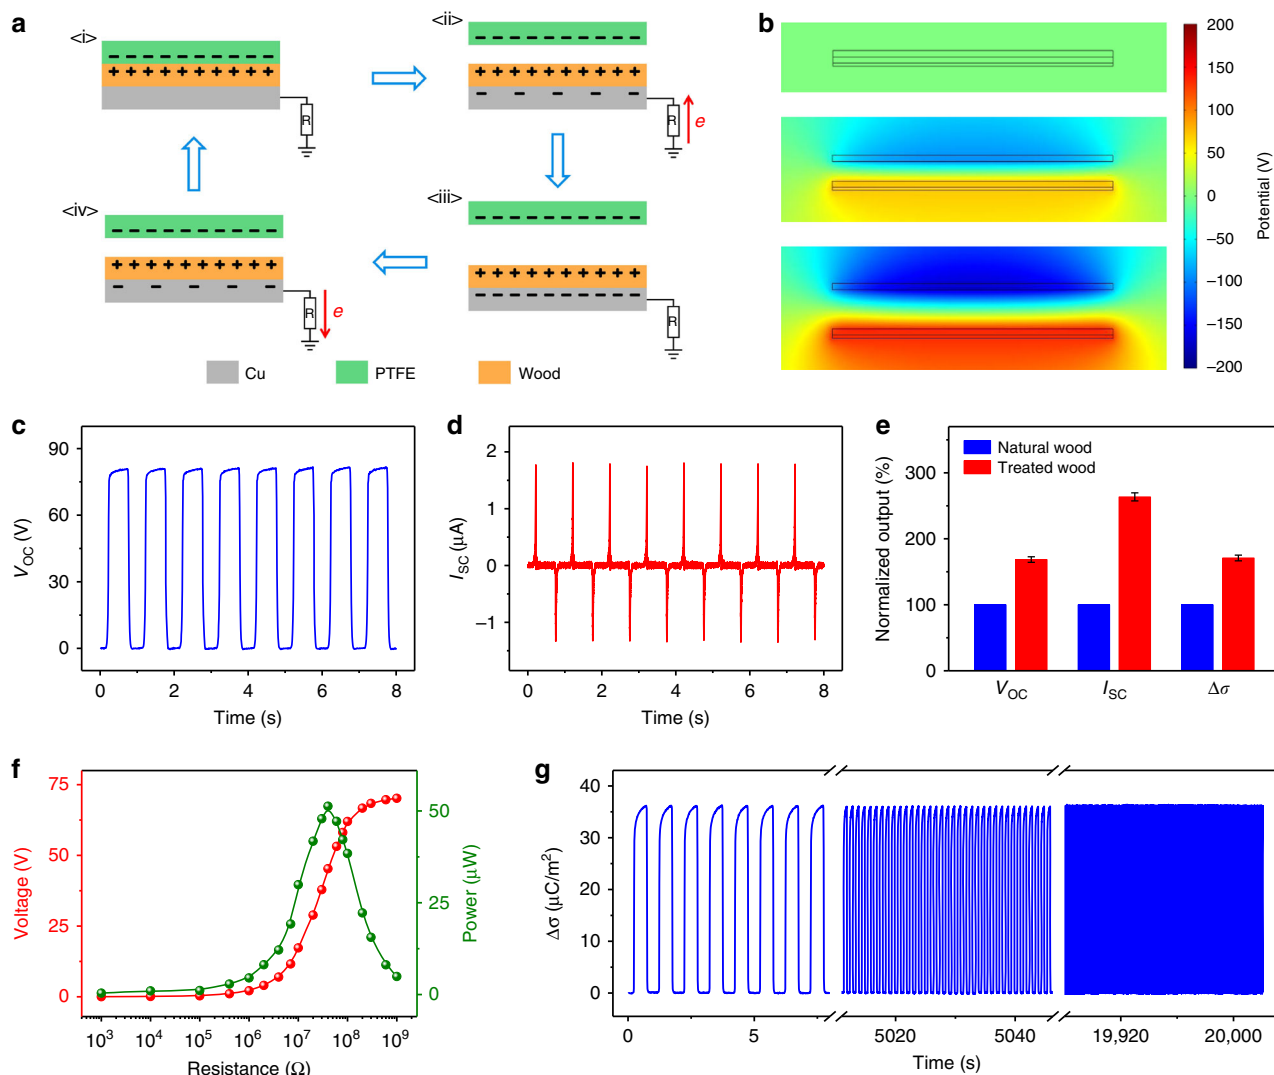 a
<i>
+ + + + + + + + + +
R
<ii>
+ + + + + + + + + +
R
e
<iii>
+ + + + + + + + + +
R
<iv>
+ + + + + + + + + +
R
e
Cu
PTFE
Wood
b
200
150
100
50
0
−50
−100
−150
−200
Potential (V)
c
90
60
30
0
V_OC (V)
0 2 4 6 8
Time (s)
d
2
1
0
−1
I_SC (μA)
0 2 4 6 8
Time (s)
e
Natural wood
Treated wood
300
200
100
0
Normalized output (%)
V_OC I_SC Δσ
f
75
50
25
0
Voltage (V)
50
25
0
Power (μW)
10³ 10⁴ 10⁵ 10⁶ 10⁷ 10⁸ 10⁹
Resistance (Ω)
g
40
30
20
10
0
Δσ (μC/m²)
0 5 5020 5040 19,920 20,000
Time (s)